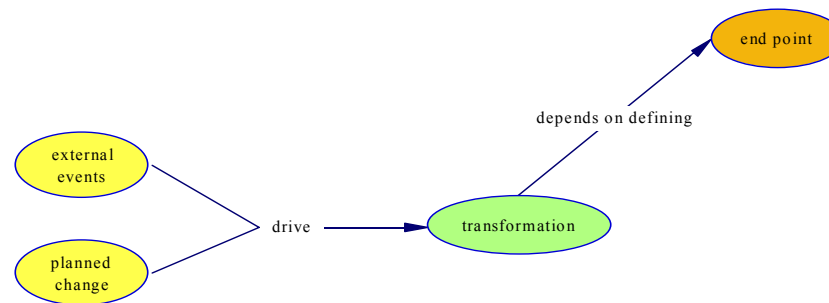 end point
depends on defining
external
events
drive
transformation
planned
change